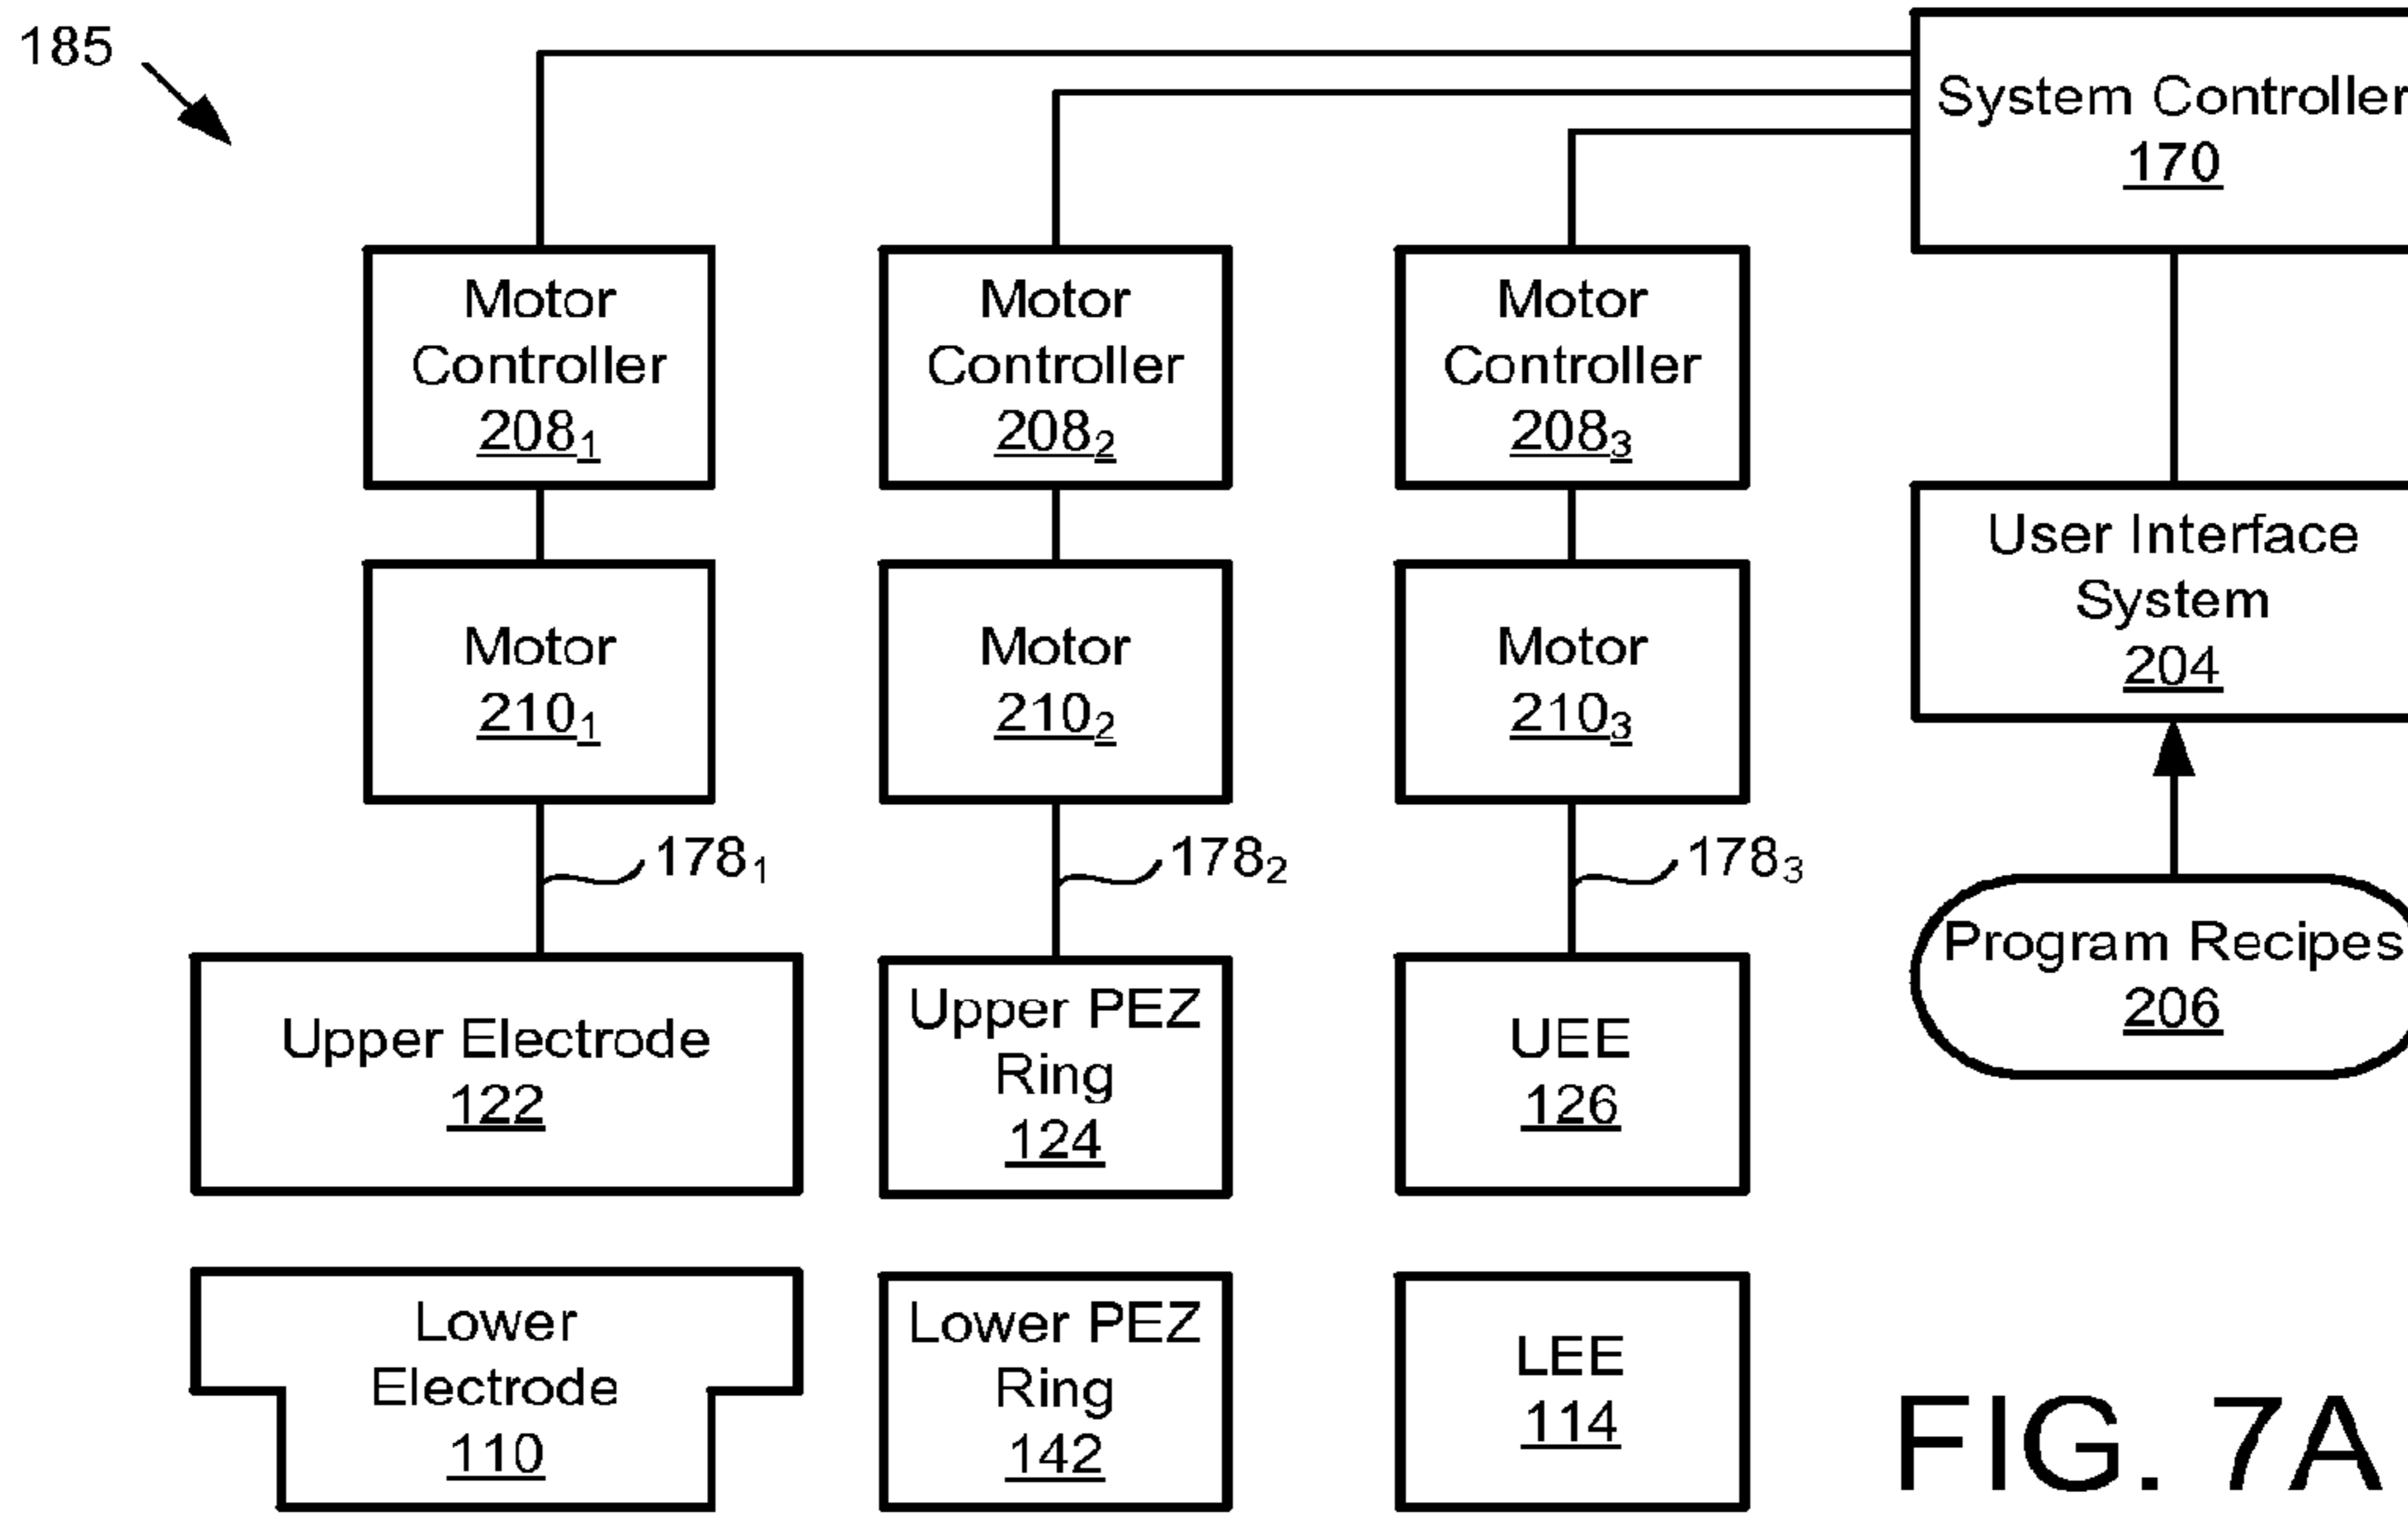 185
System Controller
170
Motor
Controller
208₁
Motor
Controller
208₂
Motor
Controller
208₃
User Interface
System
204
Motor
210₁
Motor
210₂
Motor
210₃
178₁
178₂
178₃
Program Recipes
206
Upper Electrode
122
Upper PEZ
Ring
124
UEE
126
Lower
Electrode
110
Lower PEZ
Ring
142
LEE
114
FIG. 7A